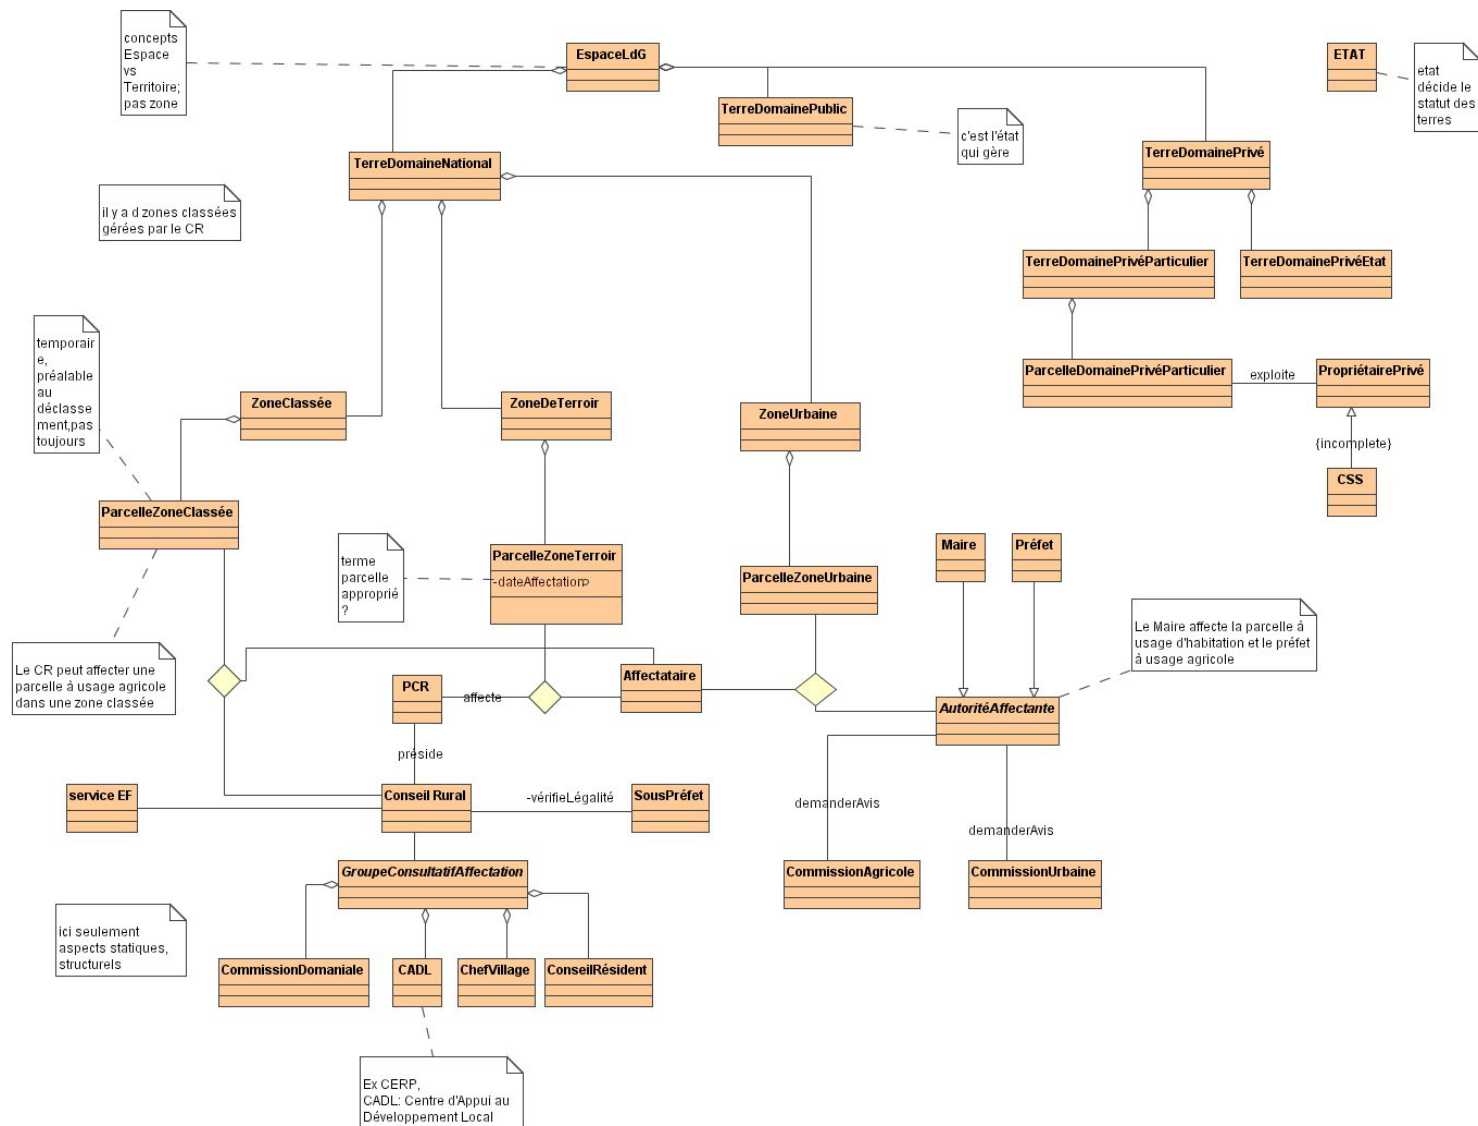 concepts
Espace
vs
Territoire;
pas zone
EspaceLdG
ETAT
etat
décide le
statut des
terres
TerreDomainePublic
c'est l'état
qui gère
TerreDomaineNational
TerreDomainePrivé
il y a d zones classées
gérées par le CR
TerreDomainePrivéParticulier
TerreDomainePrivéEtat
temporair
e,
préalable
au
déclasse
ment,pas
toujours
ParcelleDomainePrivéParticulier
exploite
PropriétairePrivé
ZoneClassée
ZoneDeTerroir
ZoneUrbaine
{incomplete}
CSS
ParcelleZoneClassée
terme
parcelle
approprié
?
ParcelleZoneTerroir
-dateAffectation
ParcelleZoneUrbaine
Maire
Préfet
Le Maire affecte la parcelle à
usage d'habitation et le préfet
à usage agricole
Le CR peut affecter une
parcelle à usage agricole
dans une zone classée
PCR
affecte
Affectataire
AutoritéAffectante
préside
service EF
Conseil Rural
-vérifieLégalité
SousPréfet
demanderAvis
demanderAvis
GroupeConsultatifAffectation
CommissionAgricole
CommissionUrbaine
ici seulement
aspects statiques,
structurels
CommissionDomaniale
CADL
ChefVillage
ConseilRésident
Ex CERP,
CADL: Centre d'Appui au
Développement Local